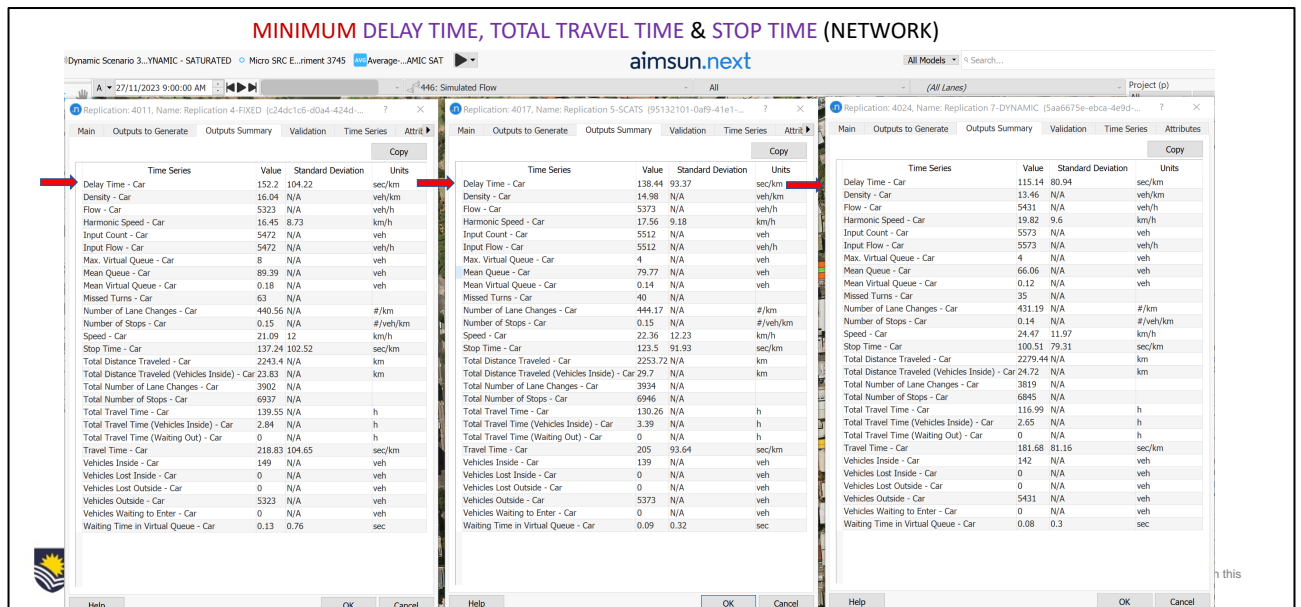 MINIMUM DELAY TIME, TOTAL TRAVEL TIME & STOP TIME (NETWORK)
Dynamic Scenario 3...YNAMIC - SATURATED Micro SRC E...riment 3745 AVG Average-...AMIC SAT aimsun.next All Models Search...
A 27/11/2023 9:00:00 AM 446: Simulated Flow All (All Lanes) Project (p)
Replication: 4011, Name: Replication 4-FIXED (c24dc1c6-d0a4-424d-... ? ×
Main Outputs to Generate Outputs Summary Validation Time Series Attrit
Copy
Time Series Value Standard Deviation Units
Delay Time - Car 152.2 104.22 sec/km
Density - Car 16.04 N/A veh/km
Flow - Car 5323 N/A veh/h
Harmonic Speed - Car 16.45 8.73 km/h
Input Count - Car 5472 N/A veh
Input Flow - Car 5472 N/A veh/h
Max. Virtual Queue - Car 8 N/A veh
Mean Queue - Car 89.39 N/A veh
Mean Virtual Queue - Car 0.18 N/A veh
Missed Turns - Car 63 N/A
Number of Lane Changes - Car 440.56 N/A #/km
Number of Stops - Car 0.15 N/A #/veh/km
Speed - Car 21.09 12 km/h
Stop Time - Car 137.24 102.52 sec/km
Total Distance Traveled - Car 2243.4 N/A km
Total Distance Traveled (Vehicles Inside) - Car 23.83 N/A km
Total Number of Lane Changes - Car 3902 N/A
Total Number of Stops - Car 6937 N/A
Total Travel Time - Car 139.55 N/A h
Total Travel Time (Vehicles Inside) - Car 2.84 N/A h
Total Travel Time (Waiting Out) - Car 0 N/A h
Travel Time - Car 218.83 104.65 sec/km
Vehicles Inside - Car 149 N/A veh
Vehicles Lost Inside - Car 0 N/A veh
Vehicles Lost Outside - Car 0 N/A veh
Vehicles Outside - Car 5323 N/A veh
Vehicles Waiting to Enter - Car 0 N/A veh
Waiting Time in Virtual Queue - Car 0.13 0.76 sec
Help OK Cancel
Replication: 4017, Name: Replication 5-SCATS (95132101-0af9-41e1-... ? ×
Main Outputs to Generate Outputs Summary Validation Time Series Attrit
Copy
Time Series Value Standard Deviation Units
Delay Time - Car 138.44 93.37 sec/km
Density - Car 14.98 N/A veh/km
Flow - Car 5373 N/A veh/h
Harmonic Speed - Car 17.56 9.18 km/h
Input Count - Car 5512 N/A veh
Input Flow - Car 5512 N/A veh/h
Max. Virtual Queue - Car 4 N/A veh
Mean Queue - Car 79.77 N/A veh
Mean Virtual Queue - Car 0.14 N/A veh
Missed Turns - Car 40 N/A
Number of Lane Changes - Car 444.17 N/A #/km
Number of Stops - Car 0.15 N/A #/veh/km
Speed - Car 22.36 12.23 km/h
Stop Time - Car 123.5 91.93 sec/km
Total Distance Traveled - Car 2253.72 N/A km
Total Distance Traveled (Vehicles Inside) - Car 29.7 N/A km
Total Number of Lane Changes - Car 3934 N/A
Total Number of Stops - Car 6946 N/A
Total Travel Time - Car 130.26 N/A h
Total Travel Time (Vehicles Inside) - Car 3.39 N/A h
Total Travel Time (Waiting Out) - Car 0 N/A h
Travel Time - Car 205 93.64 sec/km
Vehicles Inside - Car 139 N/A veh
Vehicles Lost Inside - Car 0 N/A veh
Vehicles Lost Outside - Car 0 N/A veh
Vehicles Outside - Car 5373 N/A veh
Vehicles Waiting to Enter - Car 0 N/A veh
Waiting Time in Virtual Queue - Car 0.09 0.32 sec
Help OK Cancel
Replication: 4024, Name: Replication 7-DYNAMIC (5aa6675e-ebca-4e9d-... ? ×
Main Outputs to Generate Outputs Summary Validation Time Series Attributes
Copy
Time Series Value Standard Deviation Units
Delay Time - Car 115.14 80.94 sec/km
Density - Car 13.46 N/A veh/km
Flow - Car 5431 N/A veh/h
Harmonic Speed - Car 19.82 9.6 km/h
Input Count - Car 5573 N/A veh
Input Flow - Car 5573 N/A veh/h
Max. Virtual Queue - Car 4 N/A veh
Mean Queue - Car 66.06 N/A veh
Mean Virtual Queue - Car 0.12 N/A veh
Missed Turns - Car 35 N/A
Number of Lane Changes - Car 431.19 N/A #/km
Number of Stops - Car 0.14 N/A #/veh/km
Speed - Car 24.47 11.97 km/h
Stop Time - Car 100.51 79.31 sec/km
Total Distance Traveled - Car 2279.44 N/A km
Total Distance Traveled (Vehicles Inside) - Car 24.72 N/A km
Total Number of Lane Changes - Car 3819 N/A
Total Number of Stops - Car 6845 N/A
Total Travel Time - Car 116.99 N/A h
Total Travel Time (Vehicles Inside) - Car 2.65 N/A h
Total Travel Time (Waiting Out) - Car 0 N/A h
Travel Time - Car 181.68 81.16 sec/km
Vehicles Inside - Car 142 N/A veh
Vehicles Lost Inside - Car 0 N/A veh
Vehicles Lost Outside - Car 0 N/A veh
Vehicles Outside - Car 5431 N/A veh
Vehicles Waiting to Enter - Car 0 N/A veh
Waiting Time in Virtual Queue - Car 0.08 0.3 sec
Help OK Cancel
this